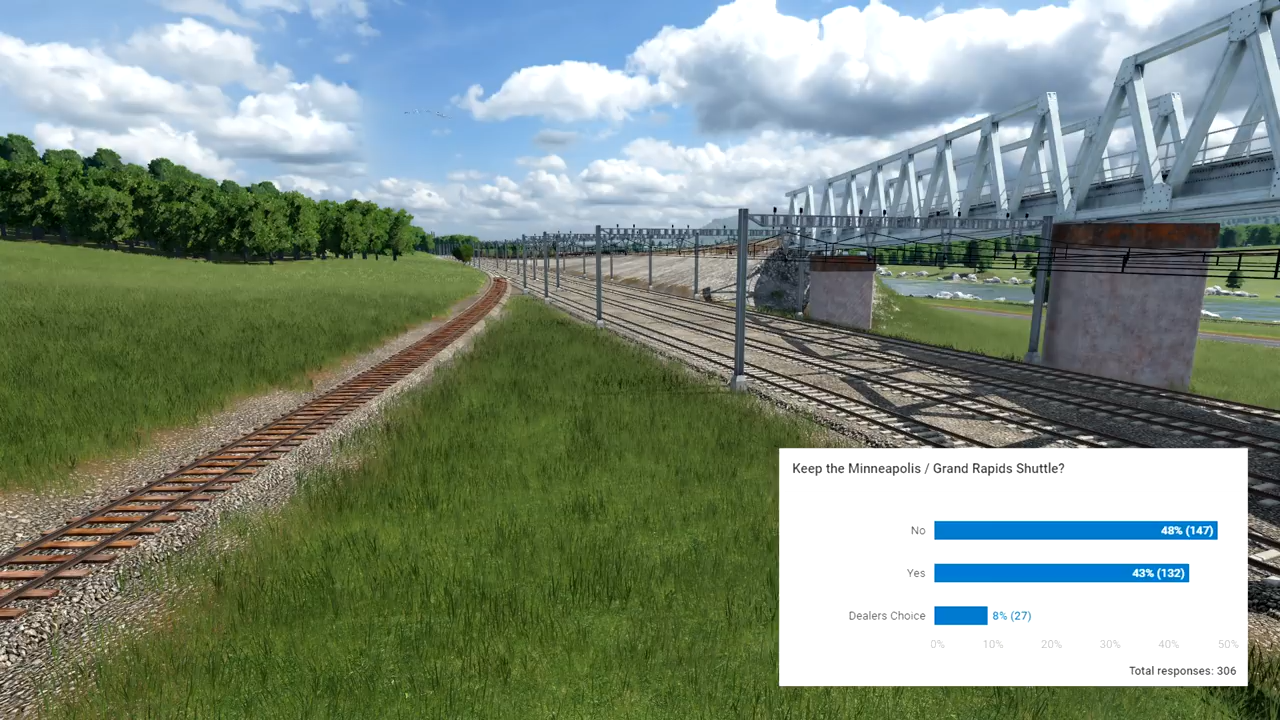 Keep the Minneapolis / Grand Rapids Shuttle?
No 48% (147)
Yes 43% (132)
Dealers Choice 8% (27)
0% 10% 20% 30% 40% 50%
Total responses: 306